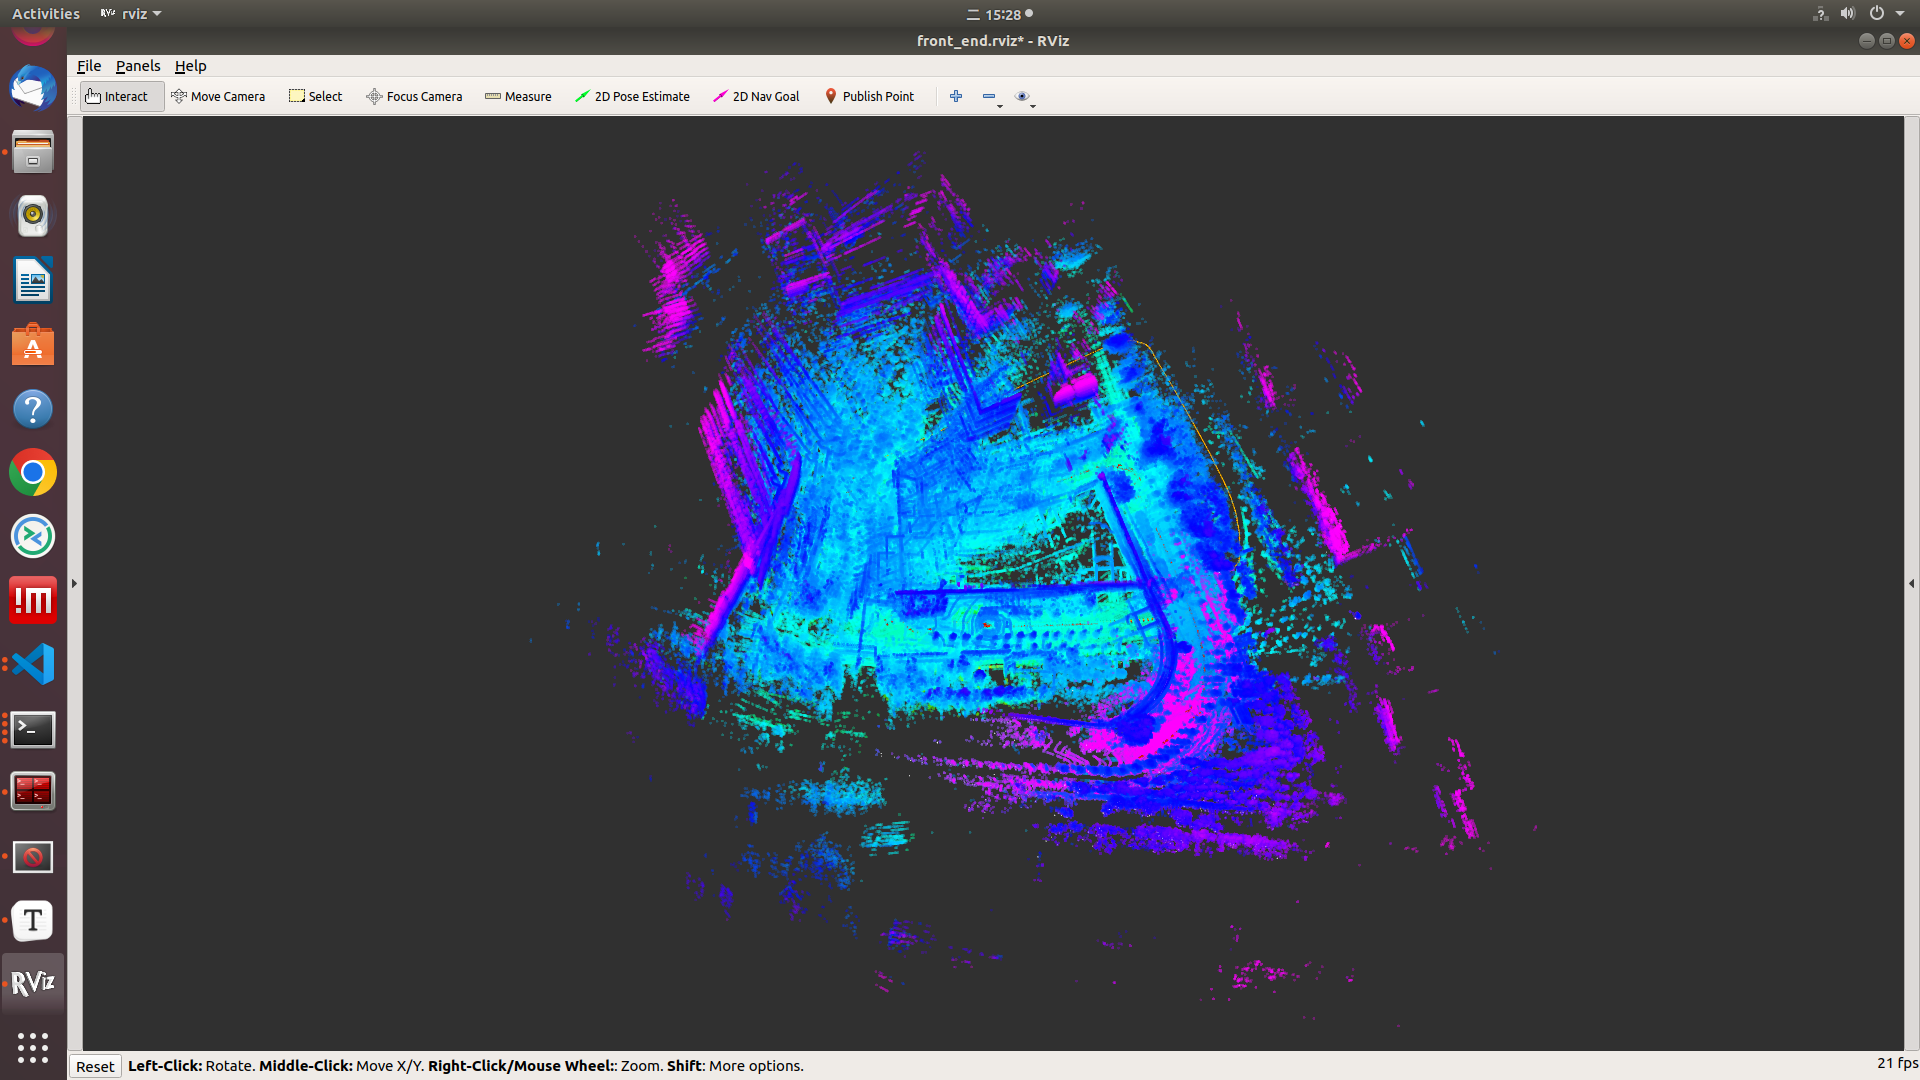 Activities RViz rviz 二 15:28 ?
front_end.rviz* - RViz
File Panels Help
Interact Move Camera Select Focus Camera Measure 2D Pose Estimate 2D Nav Goal Publish Point
A
?
!m
>_
T
RViz
Reset Left-Click: Rotate. Middle-Click: Move X/Y. Right-Click/Mouse Wheel:: Zoom. Shift: More options. 21 fps